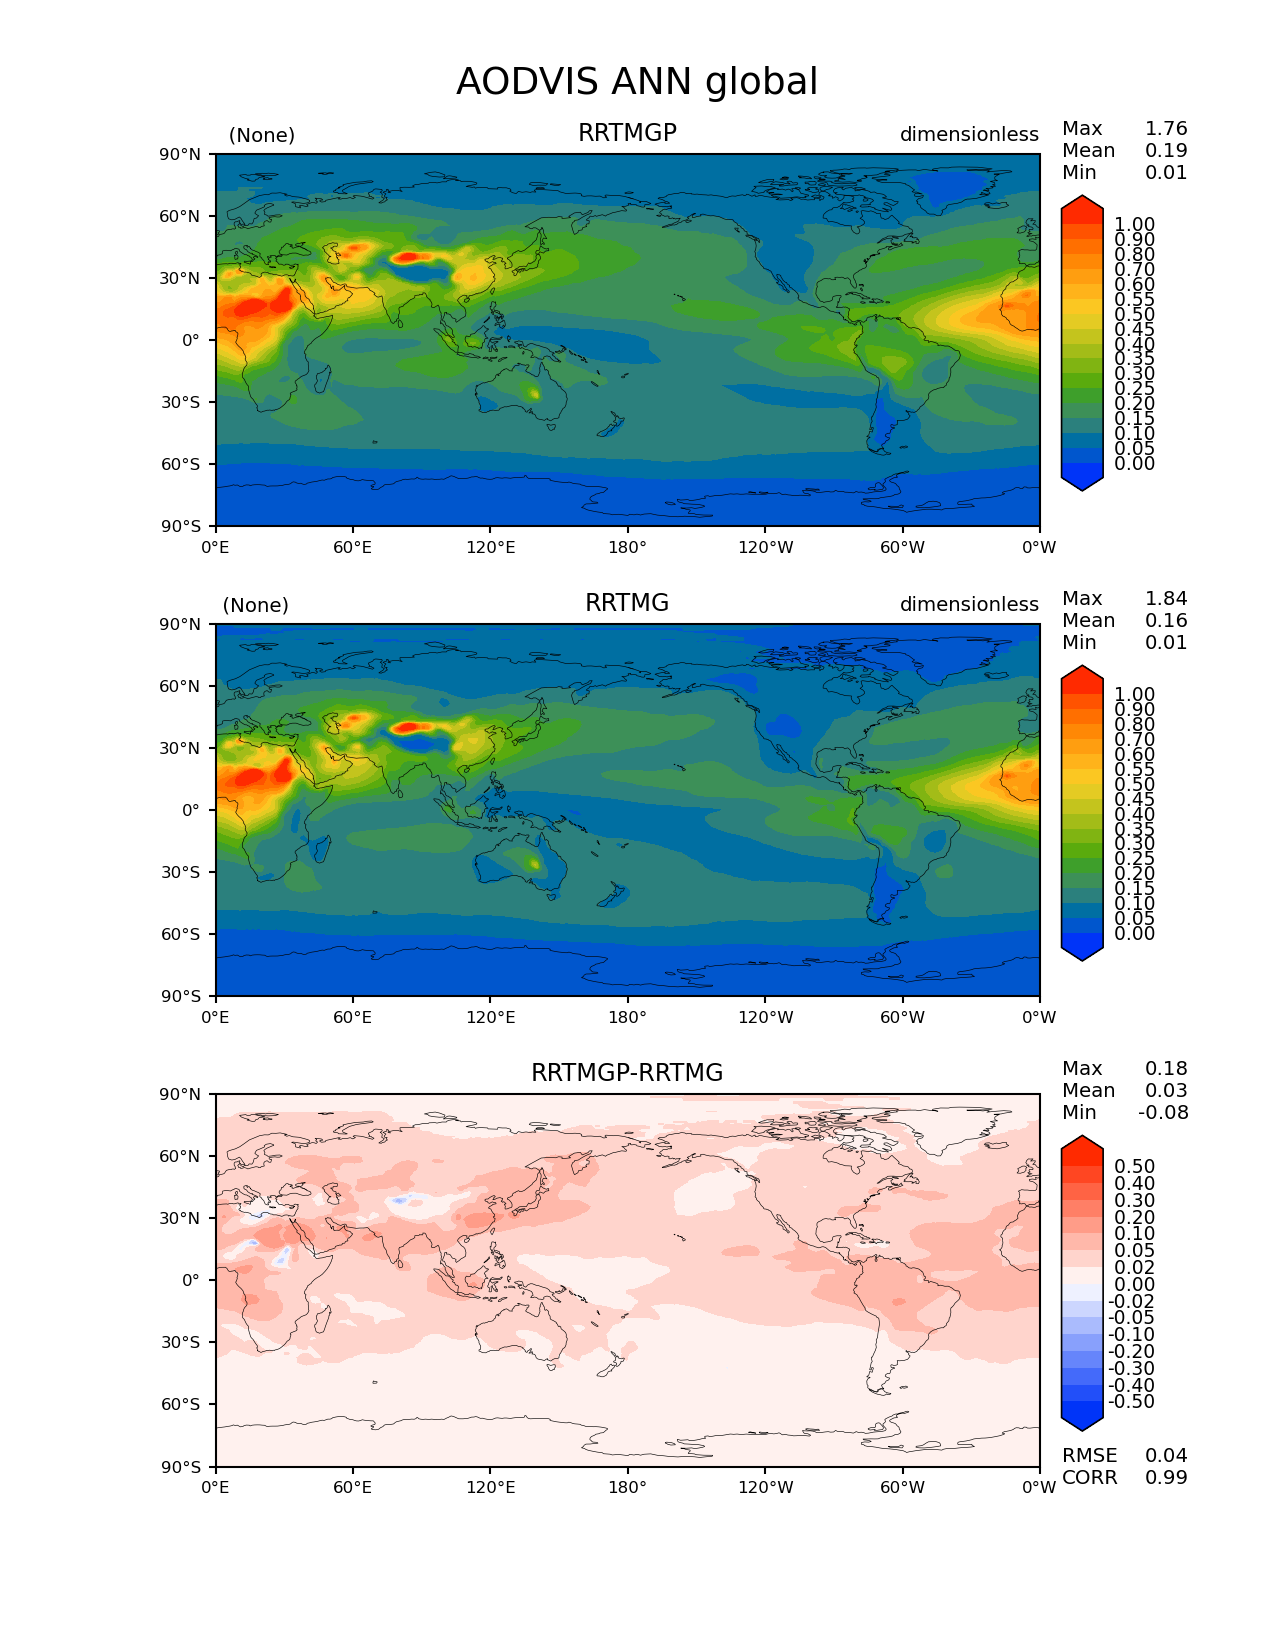 AODVIS ANN global
(None) RRTMGP dimensionless
Max 1.76
Mean 0.19
Min 0.01
90°N
60°N
30°N
0°
30°S
60°S
90°S
0°E 60°E 120°E 180° 120°W 60°W 0°W
1.00
0.90
0.80
0.70
0.60
0.55
0.50
0.45
0.40
0.35
0.30
0.25
0.20
0.15
0.10
0.05
0.00
(None) RRTMG dimensionless
Max 1.84
Mean 0.16
Min 0.01
90°N
60°N
30°N
0°
30°S
60°S
90°S
0°E 60°E 120°E 180° 120°W 60°W 0°W
1.00
0.90
0.80
0.70
0.60
0.55
0.50
0.45
0.40
0.35
0.30
0.25
0.20
0.15
0.10
0.05
0.00
RRTMGP-RRTMG
Max 0.18
Mean 0.03
Min -0.08
90°N
60°N
30°N
0°
30°S
60°S
90°S
0°E 60°E 120°E 180° 120°W 60°W 0°W
0.50
0.40
0.30
0.20
0.10
0.05
0.02
0.00
-0.02
-0.05
-0.10
-0.20
-0.30
-0.40
-0.50
RMSE 0.04
CORR 0.99